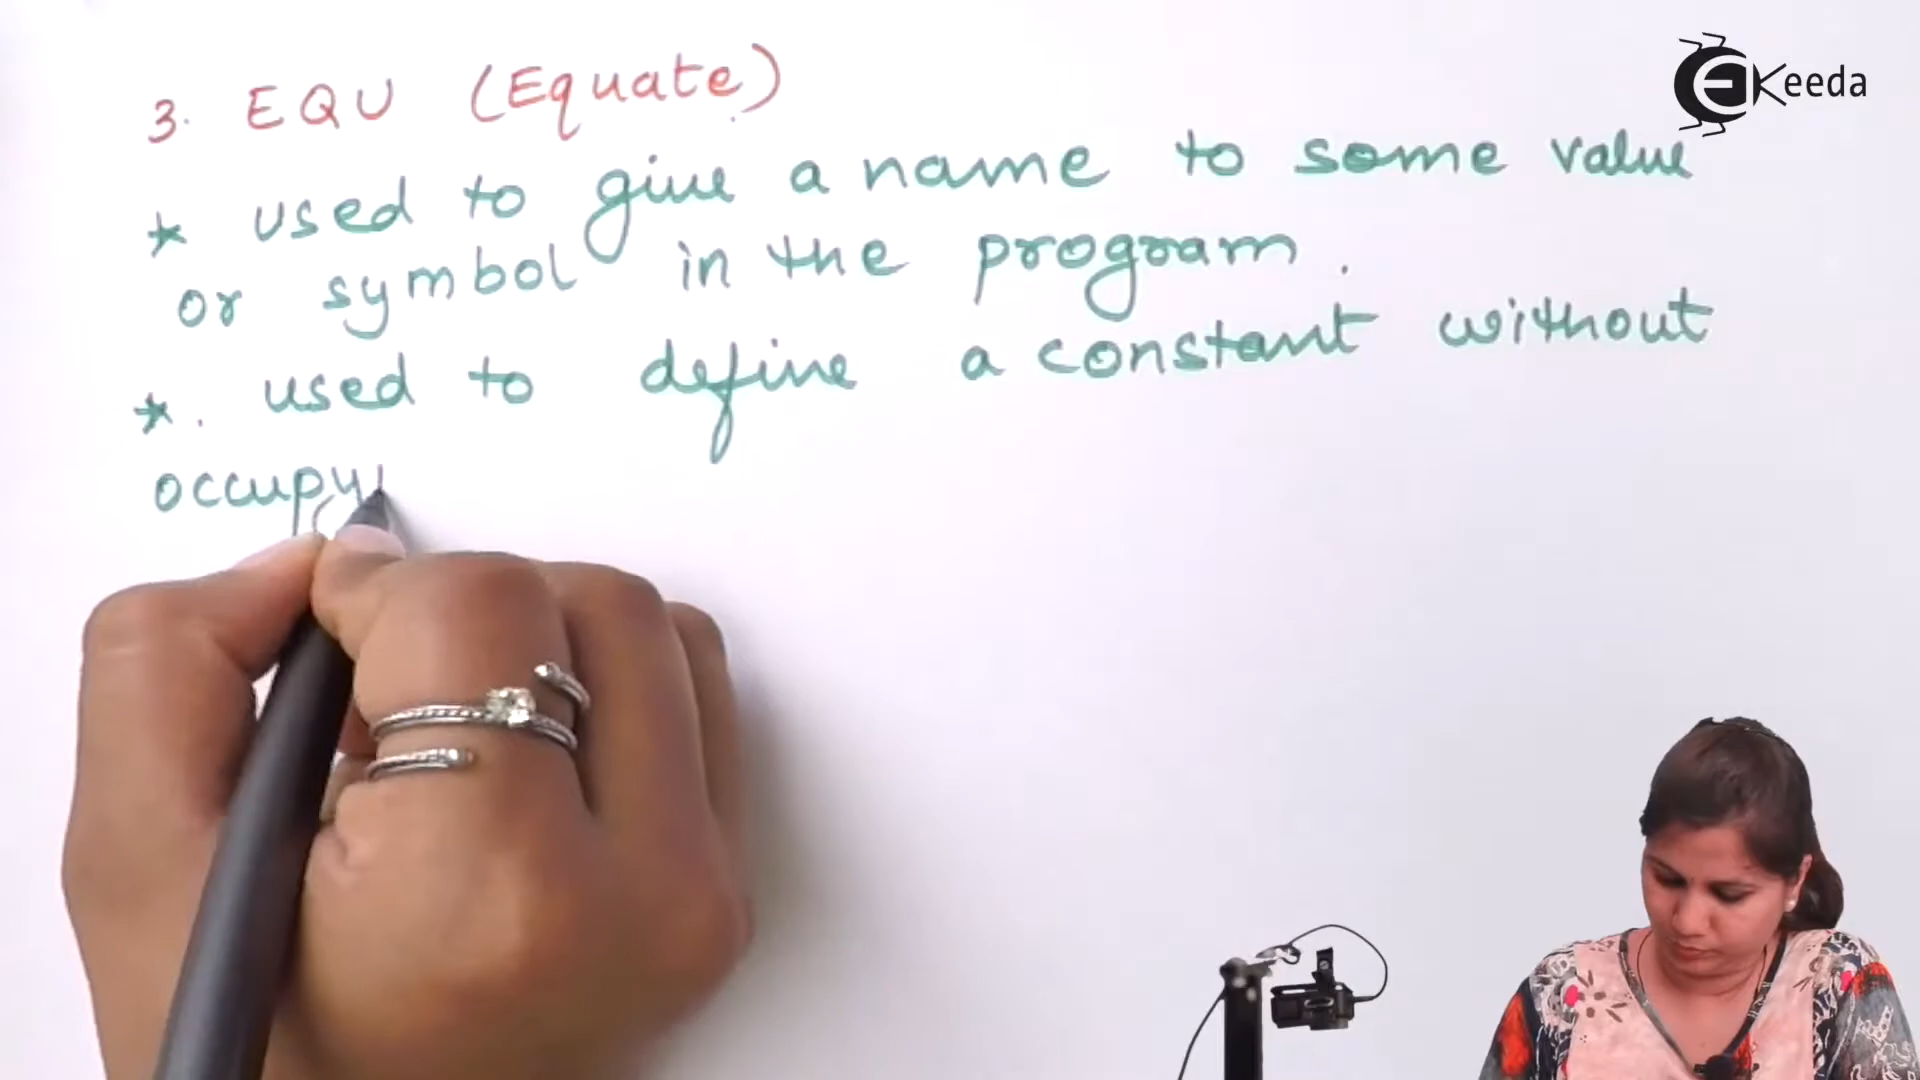 EKeeda
3. EQU (Equate)
* used to give a name to some value
or symbol in the program.
*. used to define a constant without
occupyi